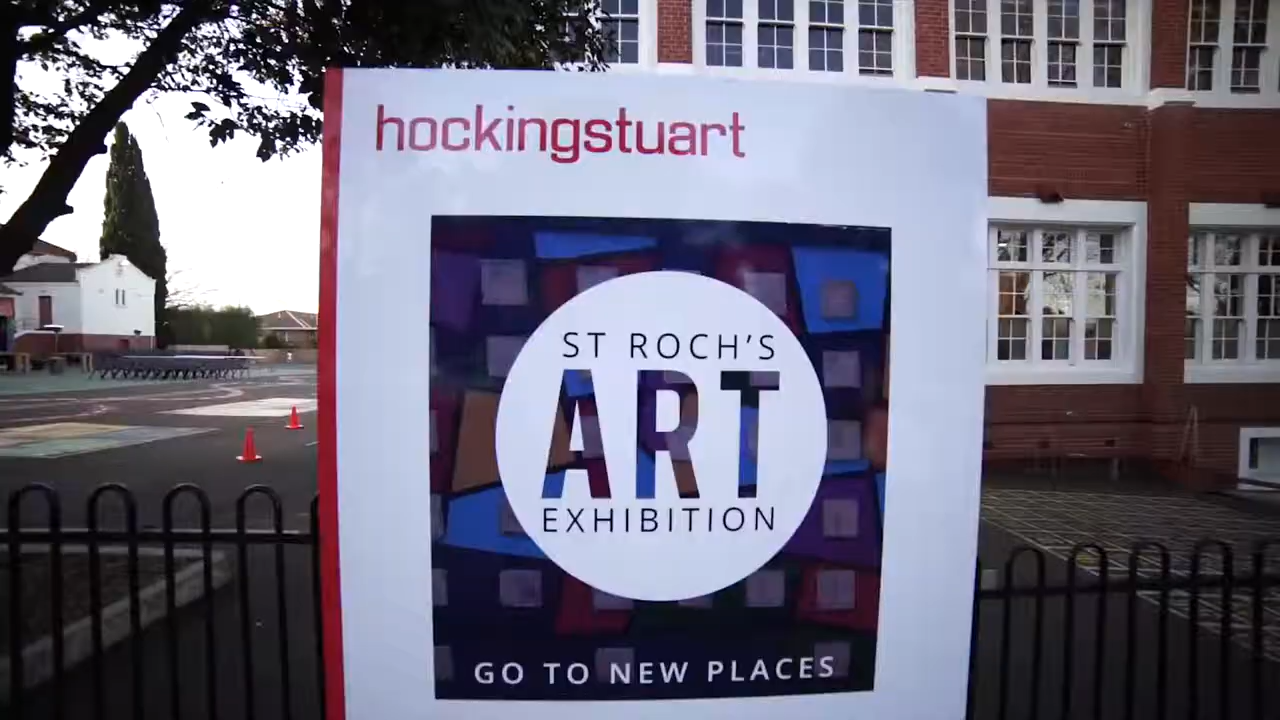 hockingstuart
ST ROCH'S
ART
EXHIBITION
GO TO NEW PLACES